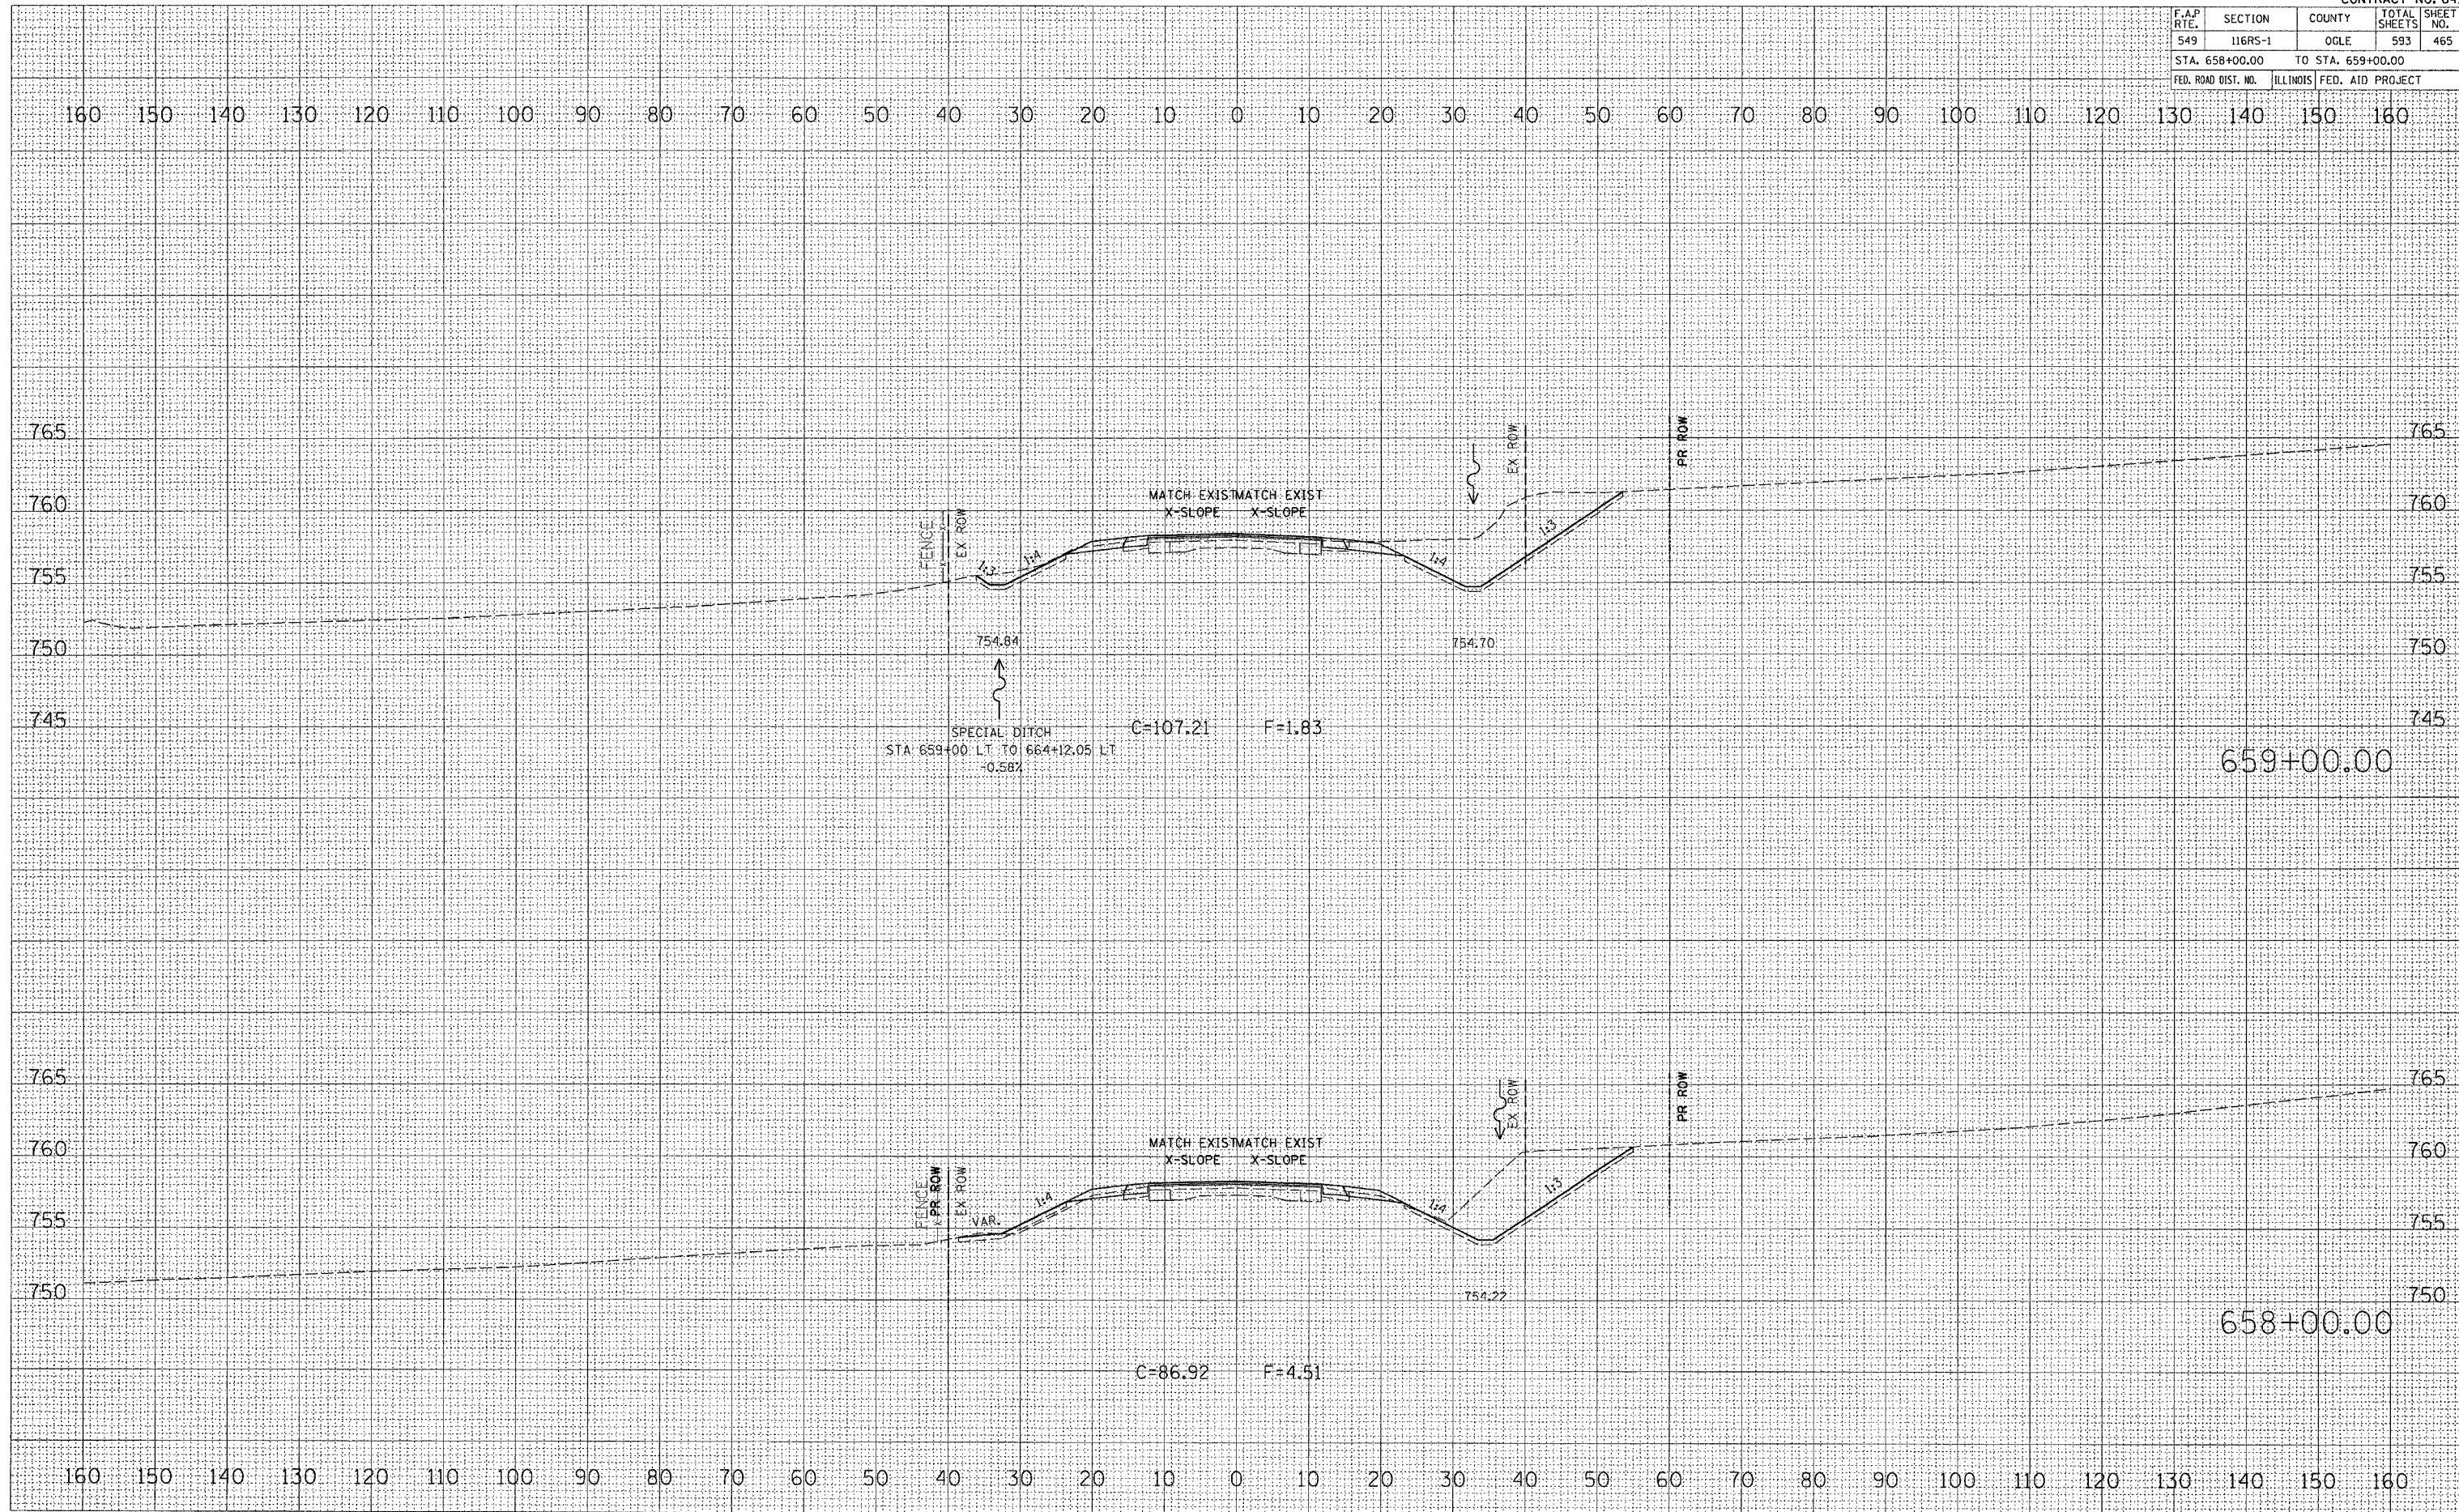 CONTRACT NO. 64
F.A.P RTE. SECTION COUNTY TOTAL SHEETS SHEET NO.
549 116RS-1 OGLE 593 465
STA. 658+00.00 TO STA. 659+00.00
FED. ROAD DIST. NO. ILLINOIS FED. AID PROJECT
160 150 140 130 120 110 100 90 80 70 60 50 40 30 20 10 0 10 20 30 40 50 60 70 80 90 100 110 120 130 140 150 160
765 765
EX ROW
PR ROW
760 760
MATCH EXIST MATCH EXIST
X-SLOPE X-SLOPE
FENCE
EX ROW
1:3
1:4
1:4
1:3
755 755
754.84
754.70
750 750
745 745
SPECIAL DITCH
STA 659+00 LT TO 664+12.05 LT
-0.58%
C=107.21 F=1.83
659+00.00
765 765
EX ROW
PR ROW
760 760
MATCH EXIST MATCH EXIST
X-SLOPE X-SLOPE
FENCE
PR ROW
EX ROW
VAR.
1:4
1:4
1:3
755 755
750 750
754.22
658+00.00
C=86.92 F=4.51
160 150 140 130 120 110 100 90 80 70 60 50 40 30 20 10 0 10 20 30 40 50 60 70 80 90 100 110 120 130 140 150 160